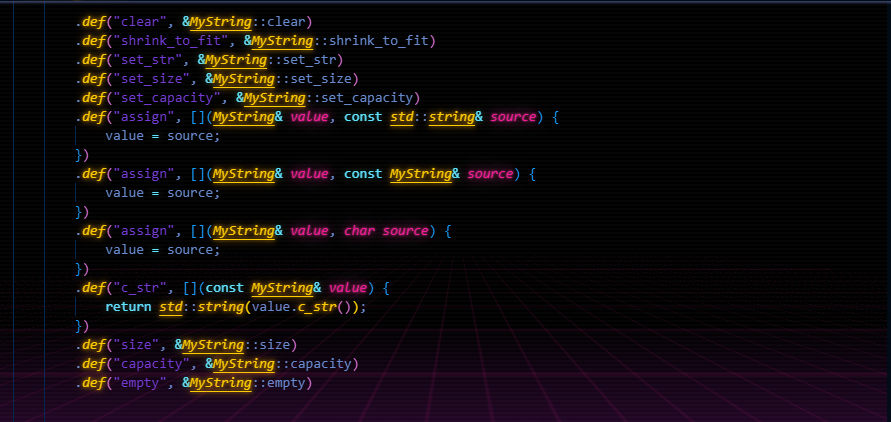 .def("clear", &MyString::clear)
.def("shrink_to_fit", &MyString::shrink_to_fit)
.def("set_str", &MyString::set_str)
.def("set_size", &MyString::set_size)
.def("set_capacity", &MyString::set_capacity)
.def("assign", [](MyString& value, const std::string& source) {
    value = source;
})
.def("assign", [](MyString& value, const MyString& source) {
    value = source;
})
.def("assign", [](MyString& value, char source) {
    value = source;
})
.def("c_str", [](const MyString& value) {
    return std::string(value.c_str());
})
.def("size", &MyString::size)
.def("capacity", &MyString::capacity)
.def("empty", &MyString::empty)